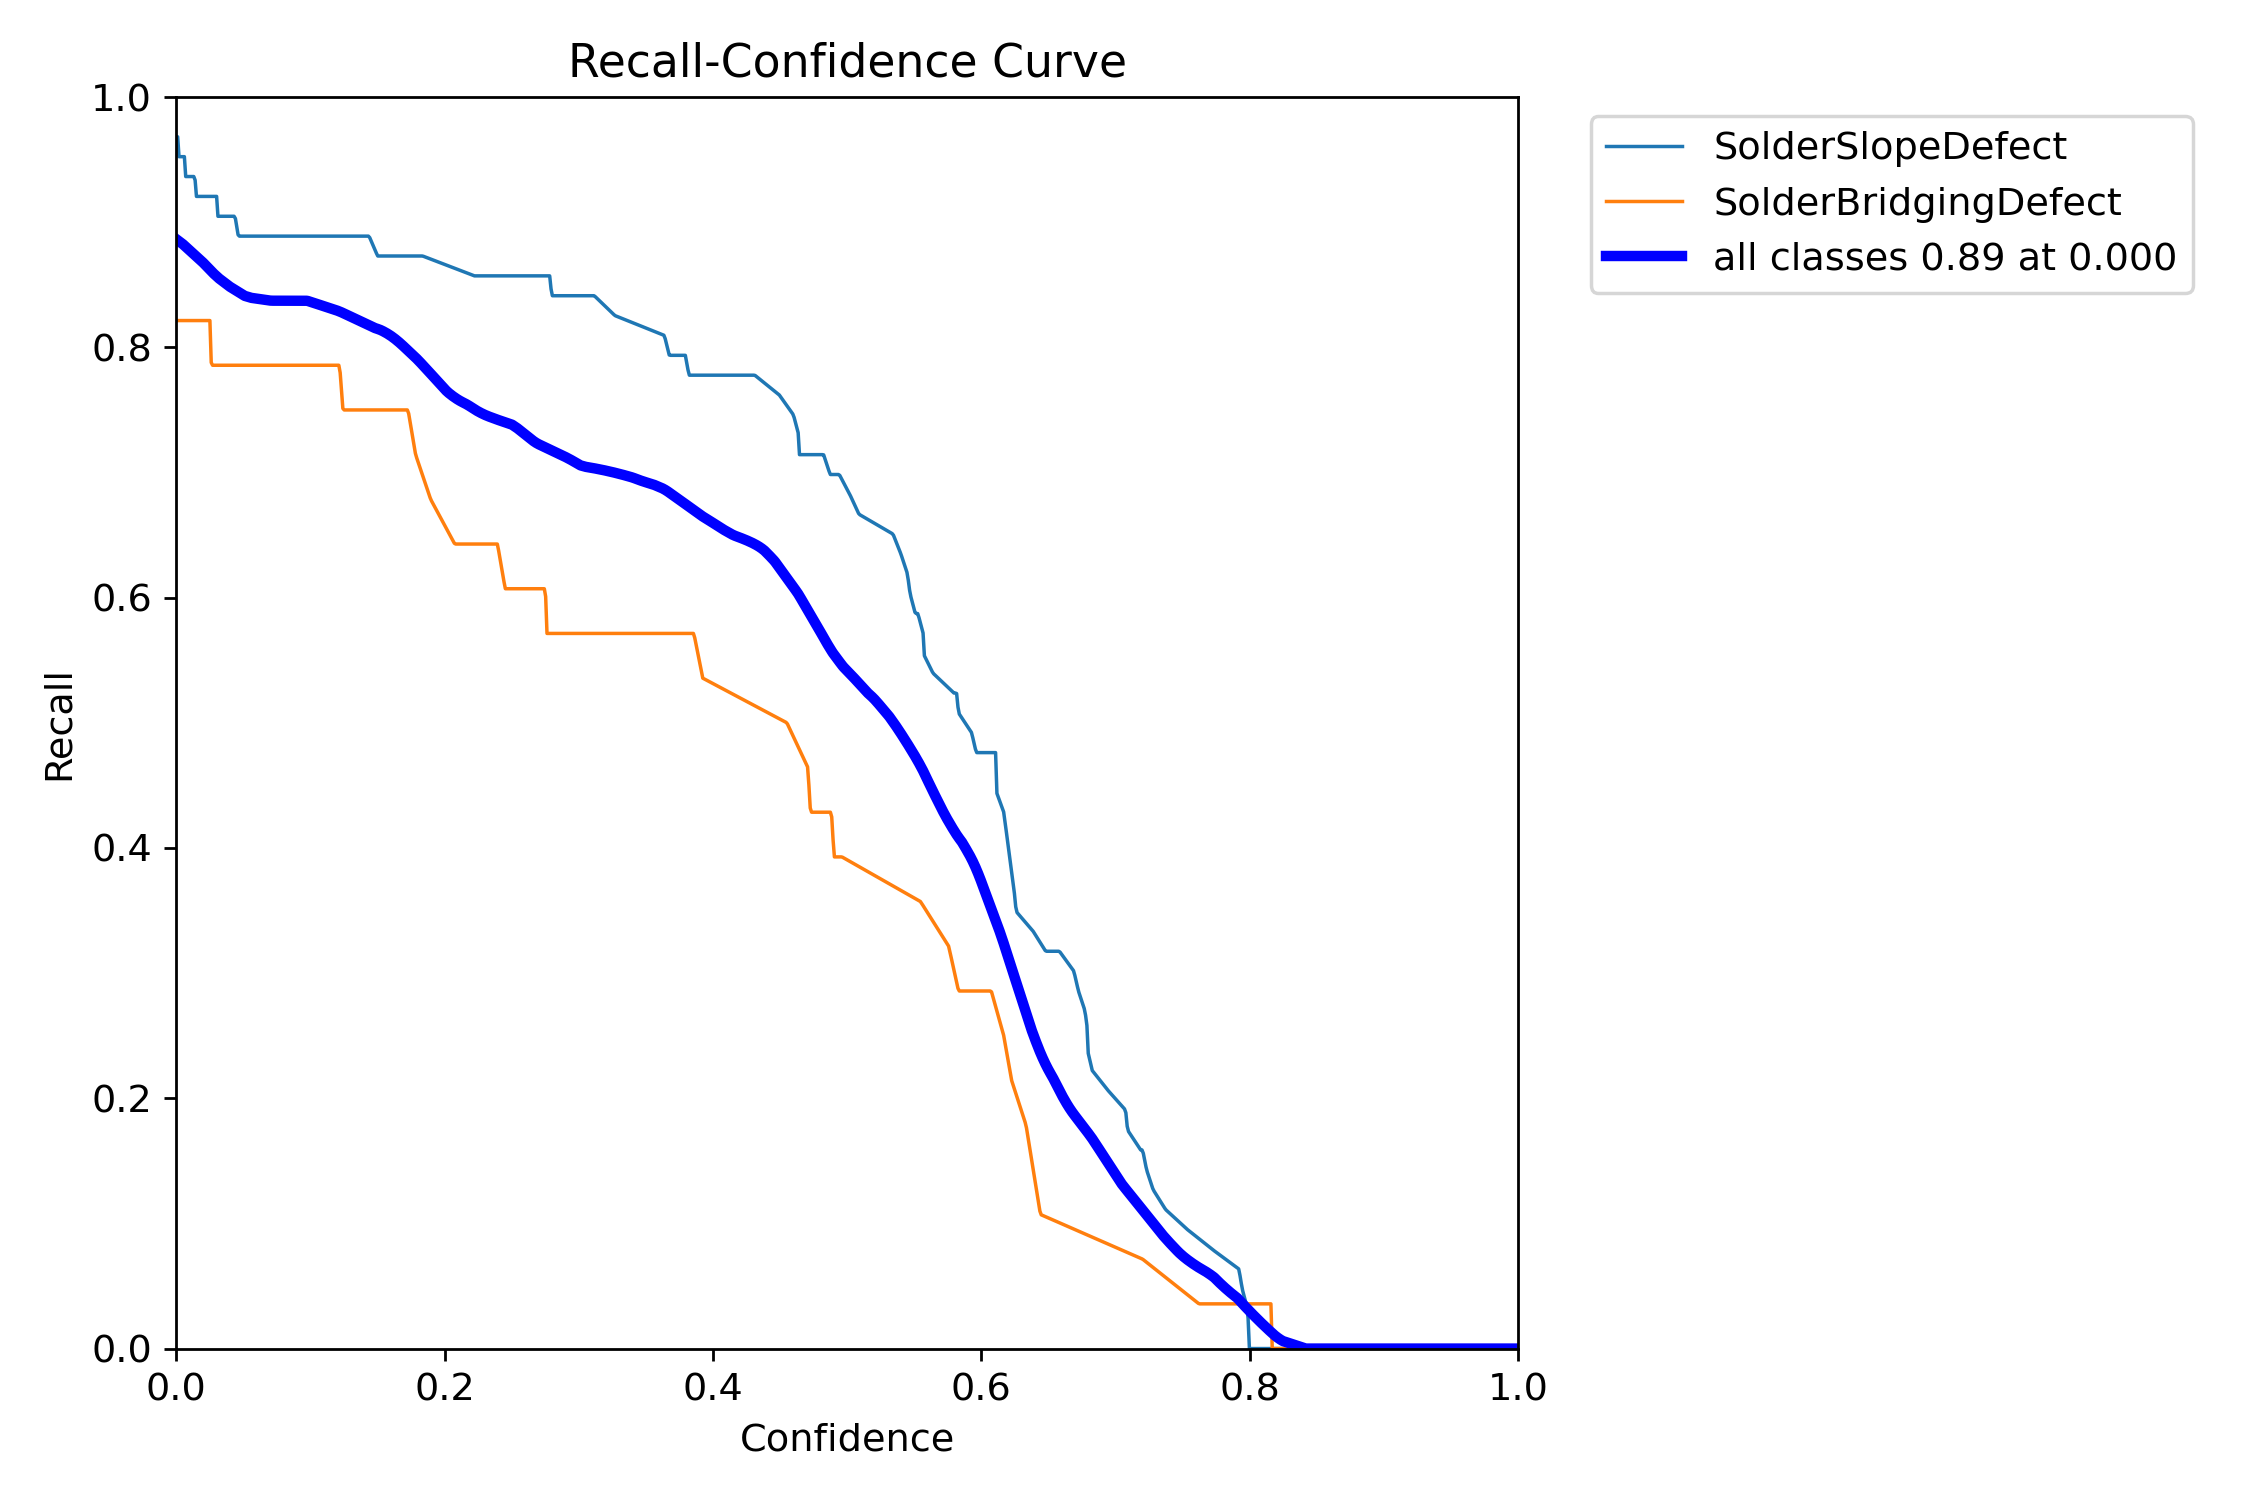 Recall-Confidence Curve
1.0
0.8
0.6
0.4
0.2
0.0
Recall
0.0 0.2 0.4 0.6 0.8 1.0
Confidence
SolderSlopeDefect
SolderBridgingDefect
all classes 0.89 at 0.000